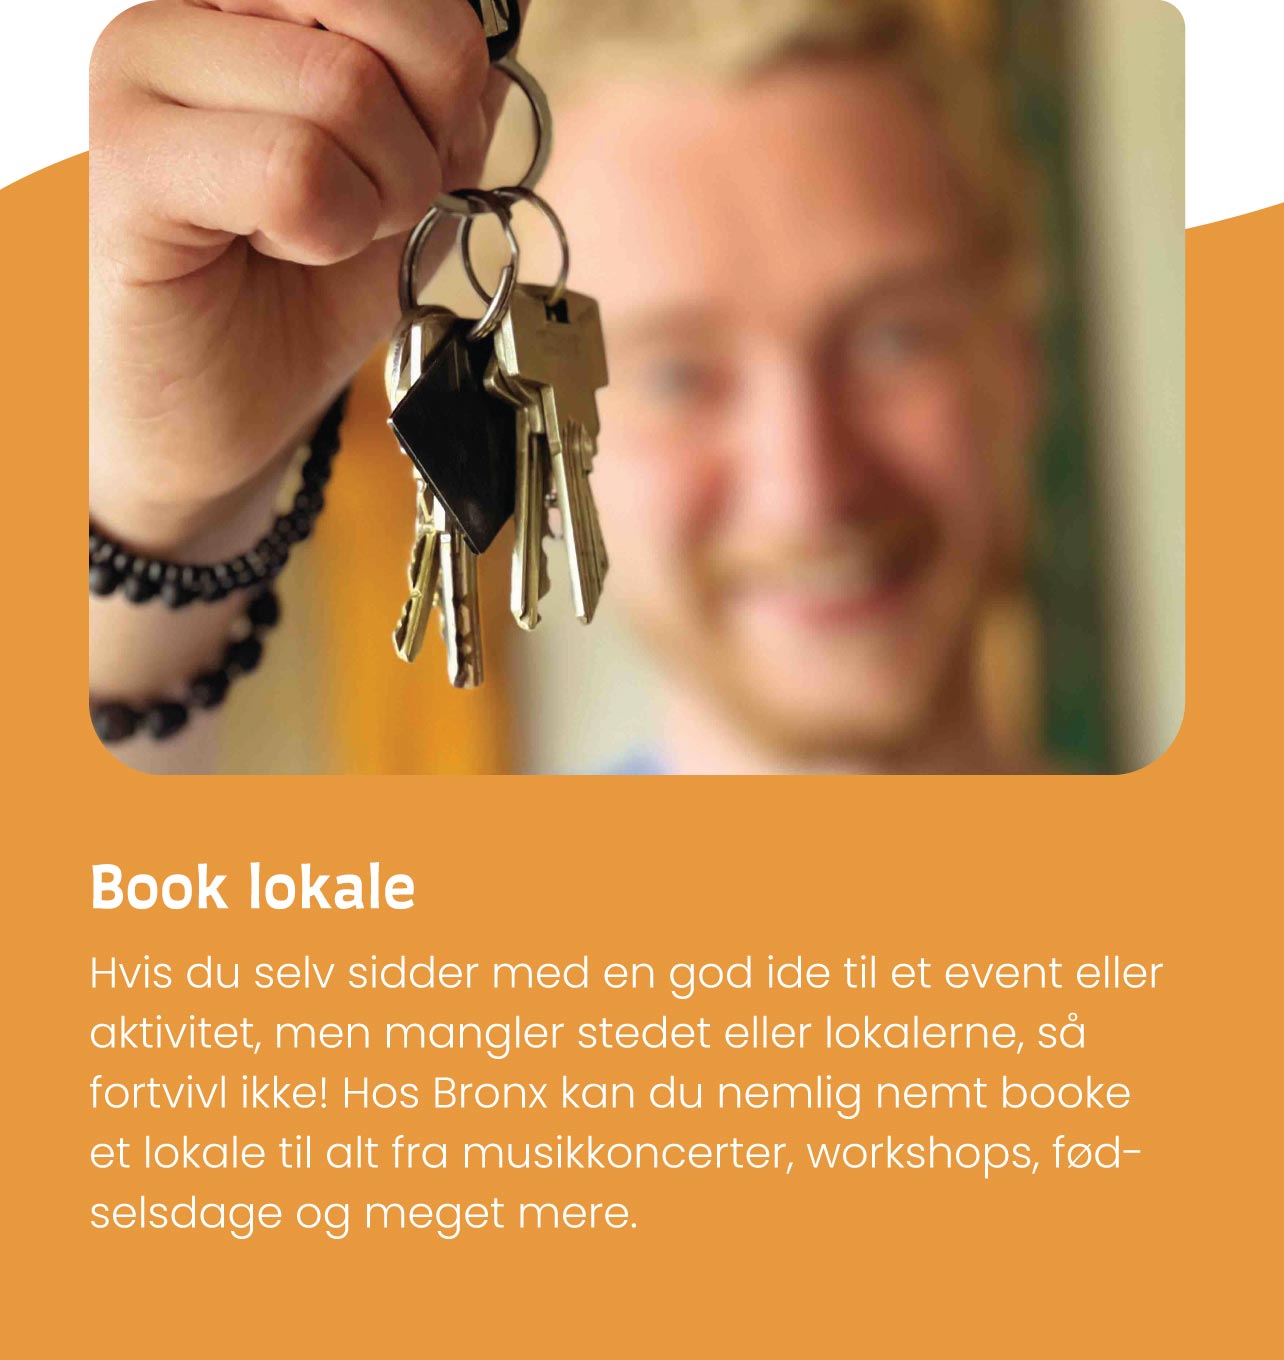 Book lokale
Hvis du selv sidder med en god ide til et event eller
aktivitet, men mangler stedet eller lokalerne, så
fortvivl ikke! Hos Bronx kan du nemlig nemt booke
et lokale til alt fra musikkoncerter, workshops, fød-
selsdage og meget mere.